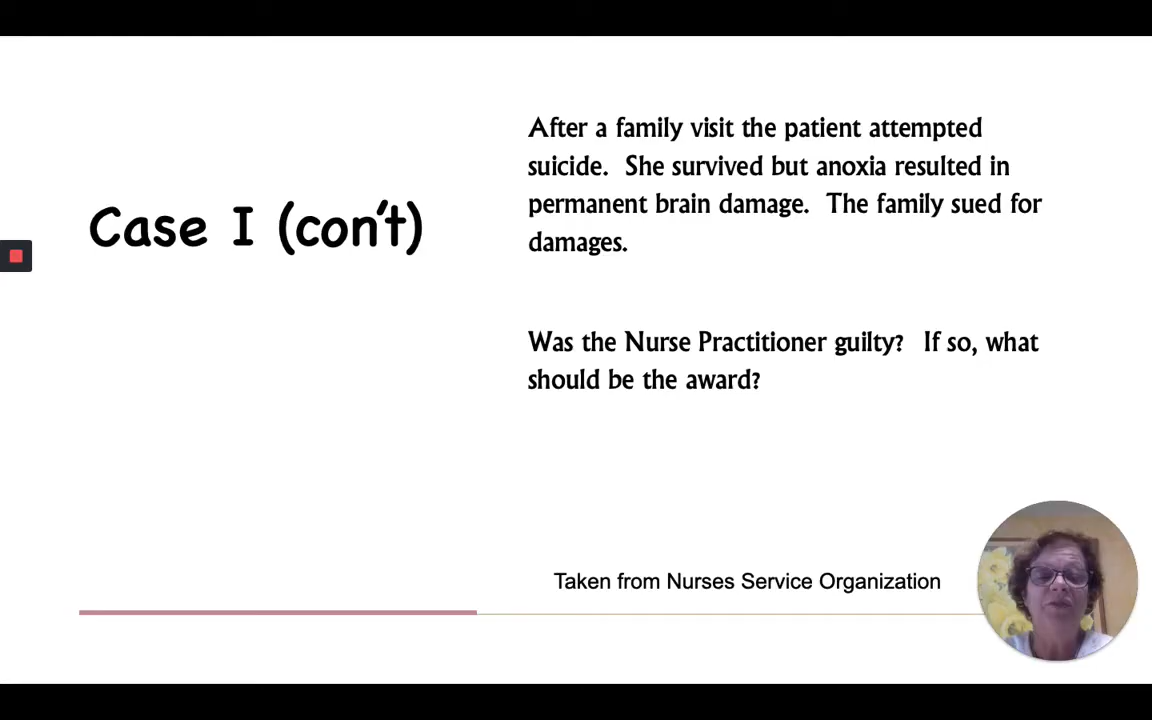 Case I (con't)
After a family visit the patient attempted
suicide. She survived but anoxia resulted in
permanent brain damage. The family sued for
damages.
Was the Nurse Practitioner guilty? If so, what
should be the award?
Taken from Nurses Service Organization